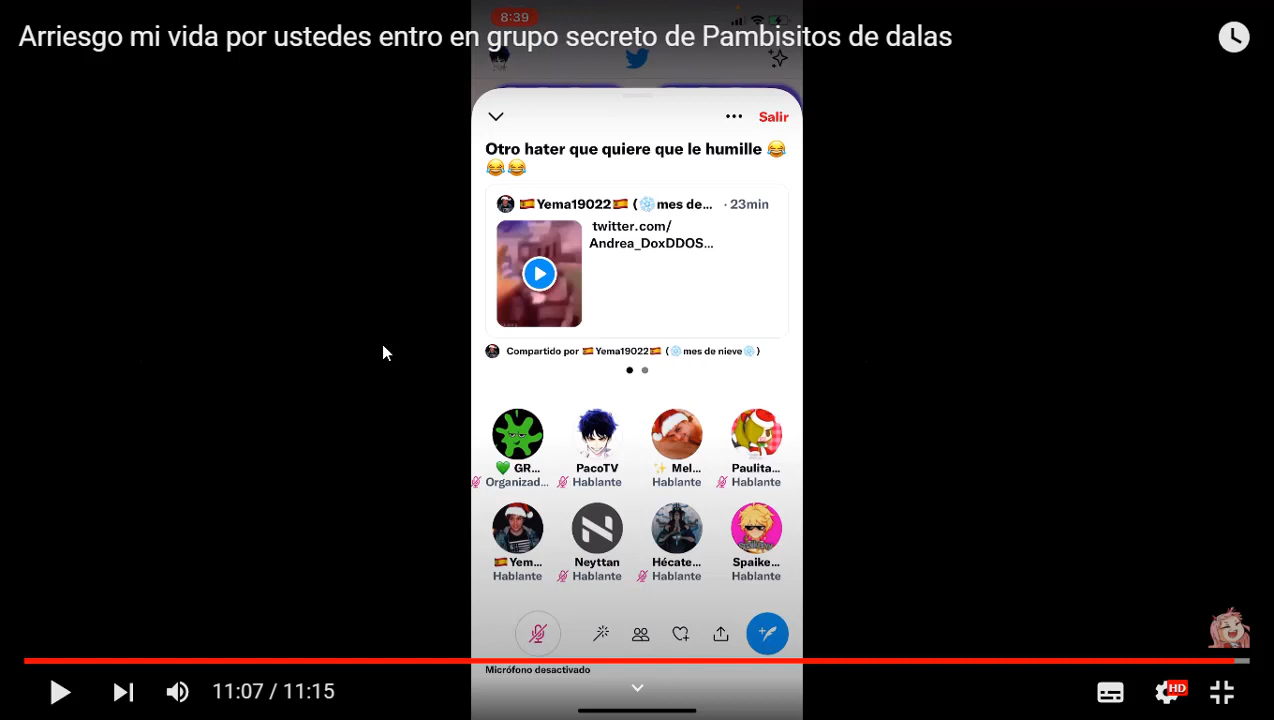 8:39
Arriesgo mi vida por ustedes entro en grupo secreto de Pambisitos de dalas
Salir
Otro hater que quiere que le humille 😂
😂😂
🇪🇸Yema19022🇪🇸 (❄️mes de... · 23min
twitter.com/
Andrea_DoxDDOS...
Compartido por 🇪🇸Yema19022🇪🇸 (❄️mes de nieve❄️)
💚 GR... PacoTV ✨ Mel... Paulita...
Organizad... Hablante Hablante Hablante
🇪🇸Yem... Neyttan Hécate... Spaike...
Hablante Hablante Hablante Hablante
Micrófono desactivado
11:07 / 11:15
HD